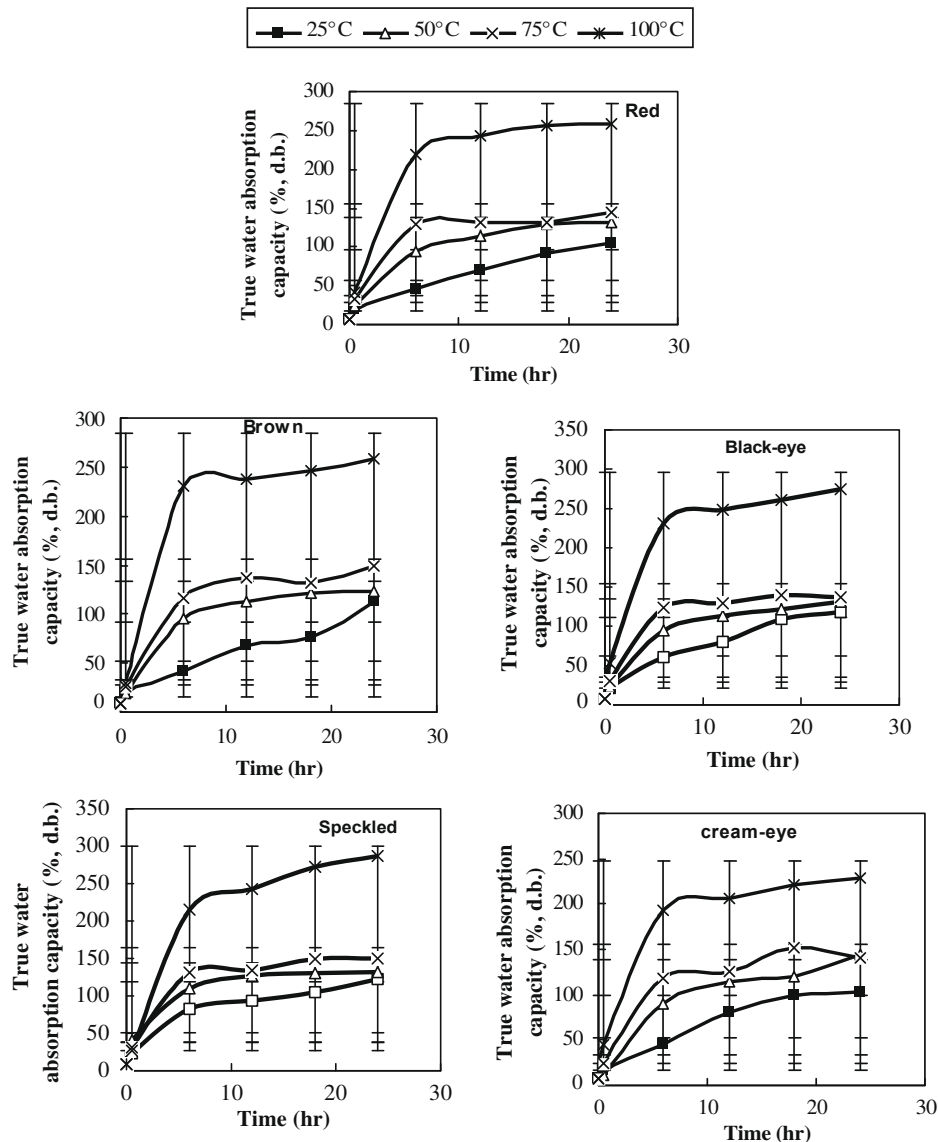 25°C 50°C 75°C 100°C
Red
True water absorption
capacity (%, d.b.)
300
250
200
150
100
50
0
0 10 20 30
Time (hr)
Brown
True water absorption
capacity (%, d.b.)
300
250
200
150
100
50
0
0 10 20 30
Time (hr)
Black-eye
True water absorption
capacity (%, d.b.)
350
300
250
200
150
100
50
0
0 10 20 30
Time (hr)
Speckled
True water
absorption capacity (%, d.b.)
350
300
250
200
150
100
50
0
0 10 20 30
Time (hr)
cream-eye
True water absorption
capacity (%, d.b.)
300
250
200
150
100
50
0
0 10 20 30
Time (hr)